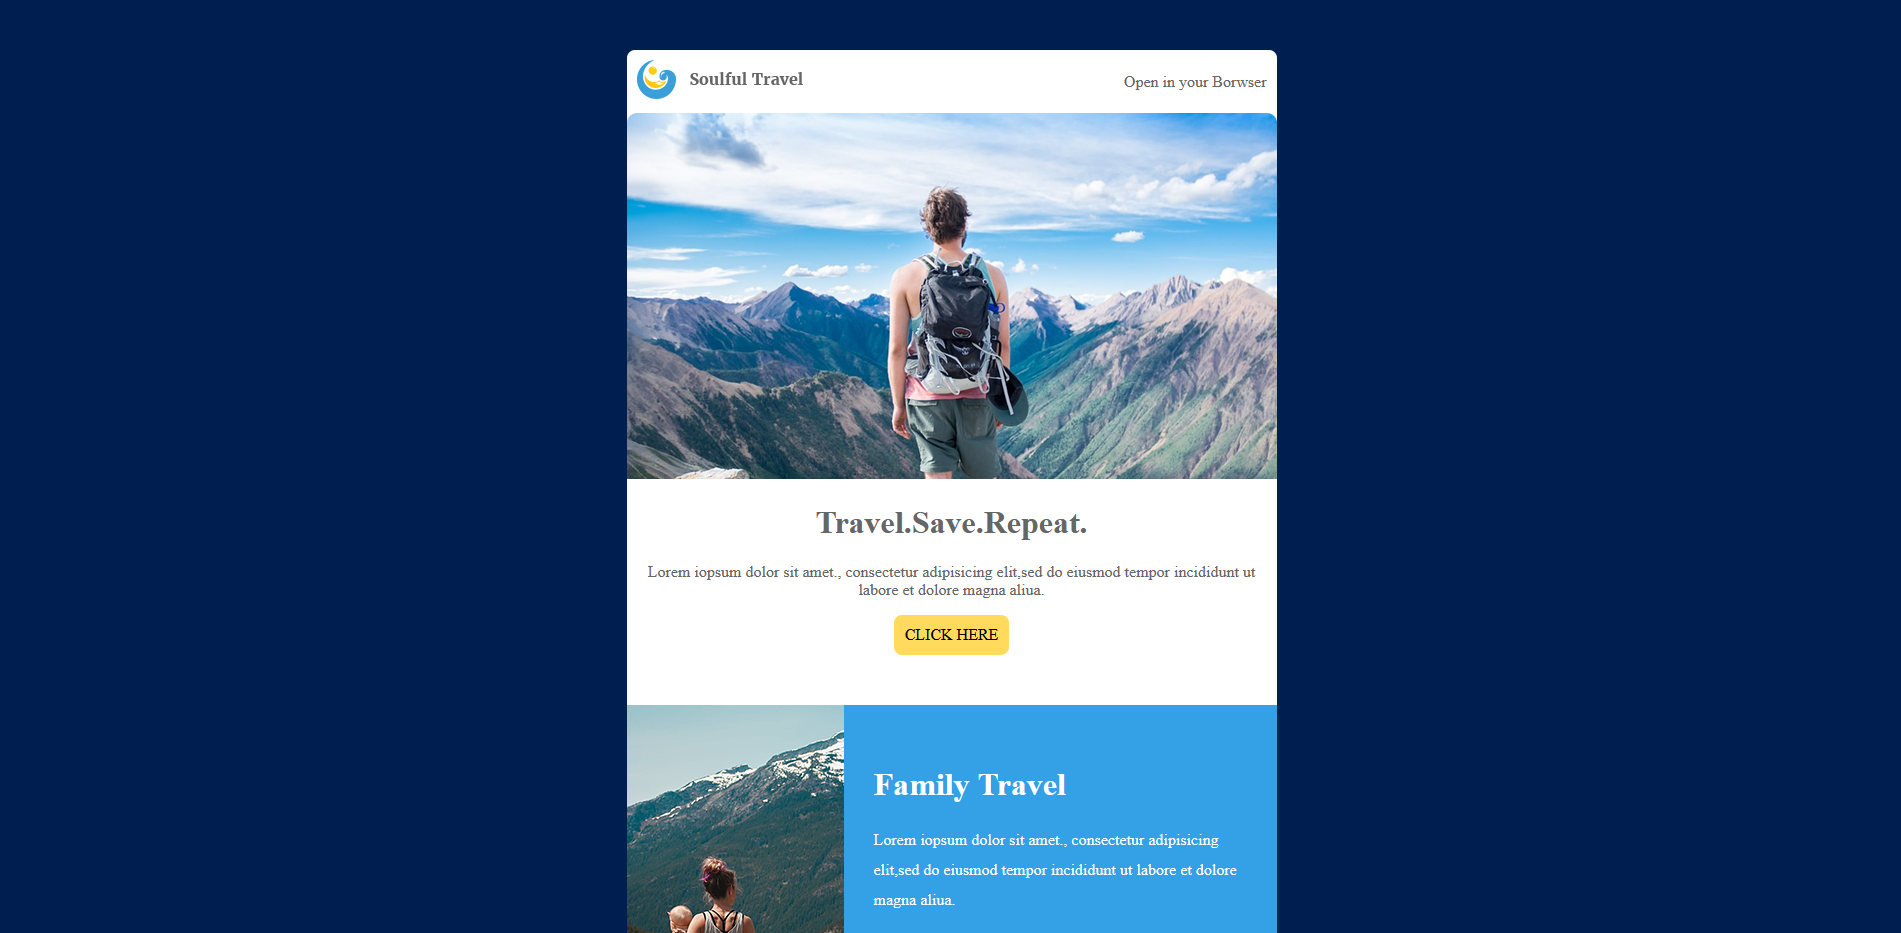 Soulful Travel
Open in your Borwser
Travel.Save.Repeat.
Lorem iopsum dolor sit amet., consectetur adipisicing elit,sed do eiusmod tempor incididunt ut
labore et dolore magna aliua.
CLICK HERE
Family Travel
Lorem iopsum dolor sit amet., consectetur adipisicing
elit,sed do eiusmod tempor incididunt ut labore et dolore
magna aliua.